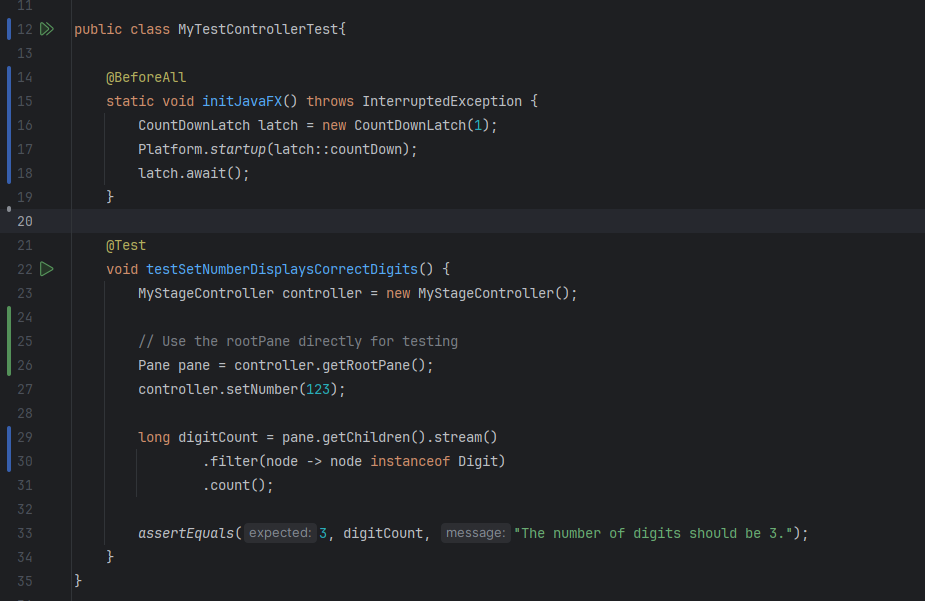 11
12 public class MyTestControllerTest{
13
14 @BeforeAll
15 static void initJavaFX() throws InterruptedException {
16 CountDownLatch latch = new CountDownLatch(1);
17 Platform.startup(latch::countDown);
18 latch.await();
19 }
20
21 @Test
22 void testSetNumberDisplaysCorrectDigits() {
23 MyStageController controller = new MyStageController();
24
25 // Use the rootPane directly for testing
26 Pane pane = controller.getRootPane();
27 controller.setNumber(123);
28
29 long digitCount = pane.getChildren().stream()
30 .filter(node -> node instanceof Digit)
31 .count();
32
33 assertEquals( expected: 3, digitCount, message: "The number of digits should be 3.");
34 }
35 }